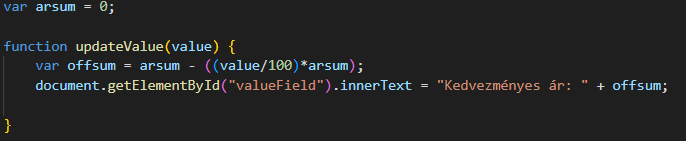 var arsum = 0;
function updateValue(value) {
var offsum = arsum - ((value/100)*arsum);
document.getElementById("valueField").innerText = "Kedvezményes ár: " + offsum;
}